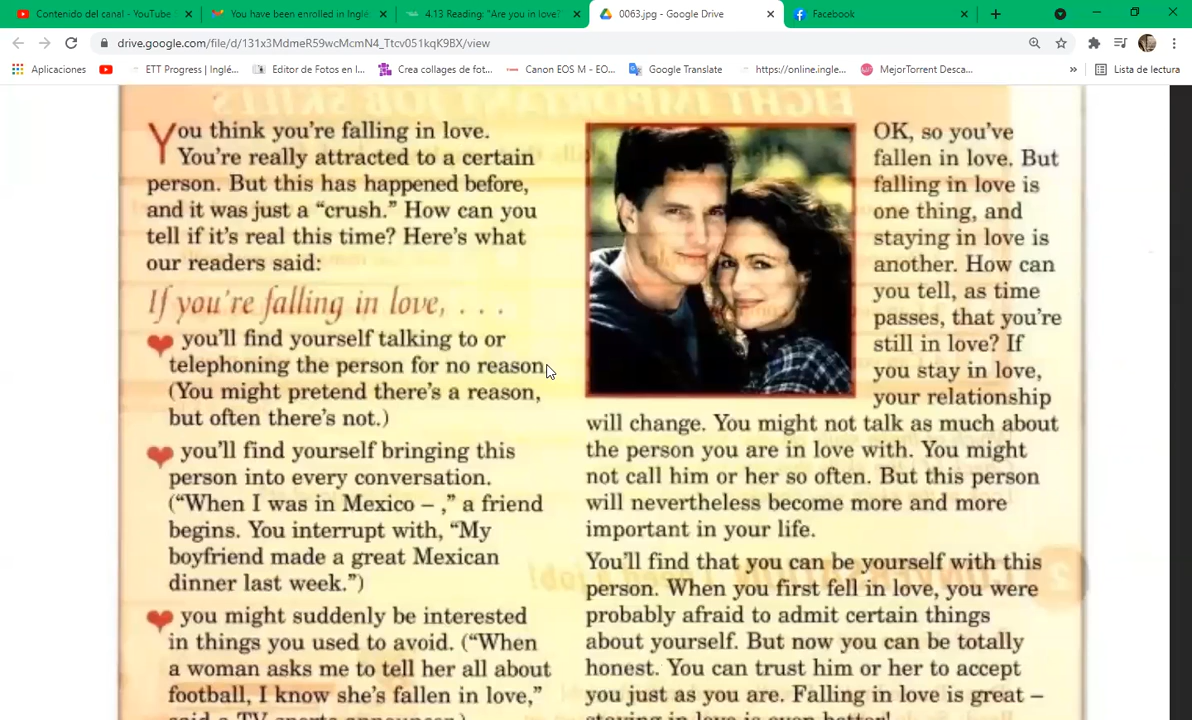 Contenido del canal - YouTube
You have been enrolled in Inglé
4.13 Reading: "Are you in love?"
0063.jpg - Google Drive
Facebook
drive.google.com/file/d/131x3MdmeR59wcMcmN4_Ttcv051kqK9BX/view
Aplicaciones
ETT Progress | Inglé...
Editor de Fotos en l...
Crea collages de fot...
Canon EOS M - EO...
Google Translate
https://online.ingle...
MejorTorrent Desca...
»
Lista de lectura
EIGHT IMPORTANT JOB SKILLS
You think you're falling in love.
You're really attracted to a certain
person. But this has happened before,
and it was just a “crush.” How can you
tell if it's real this time? Here's what
our readers said:
If you're falling in love, . . .
you'll find yourself talking to or
telephoning the person for no reason.
(You might pretend there's a reason,
but often there's not.)
you'll find yourself bringing this
person into every conversation.
(“When I was in Mexico – ,” a friend
begins. You interrupt with, “My
boyfriend made a great Mexican
dinner last week.”)
you might suddenly be interested
in things you used to avoid. (“When
a woman asks me to tell her all about
football, I know she's fallen in love,”
said a TV sports announcer.)
OK, so you've
fallen in love. But
falling in love is
one thing, and
staying in love is
another. How can
you tell, as time
passes, that you're
still in love? If
you stay in love,
your relationship
will change. You might not talk as much about
the person you are in love with. You might
not call him or her so often. But this person
will nevertheless become more and more
important in your life.
You'll find that you can be yourself with this
person. When you first fell in love, you were
probably afraid to admit certain things
about yourself. But now you can be totally
honest. You can trust him or her to accept
you just as you are. Falling in love is great –
staying in love is even better!